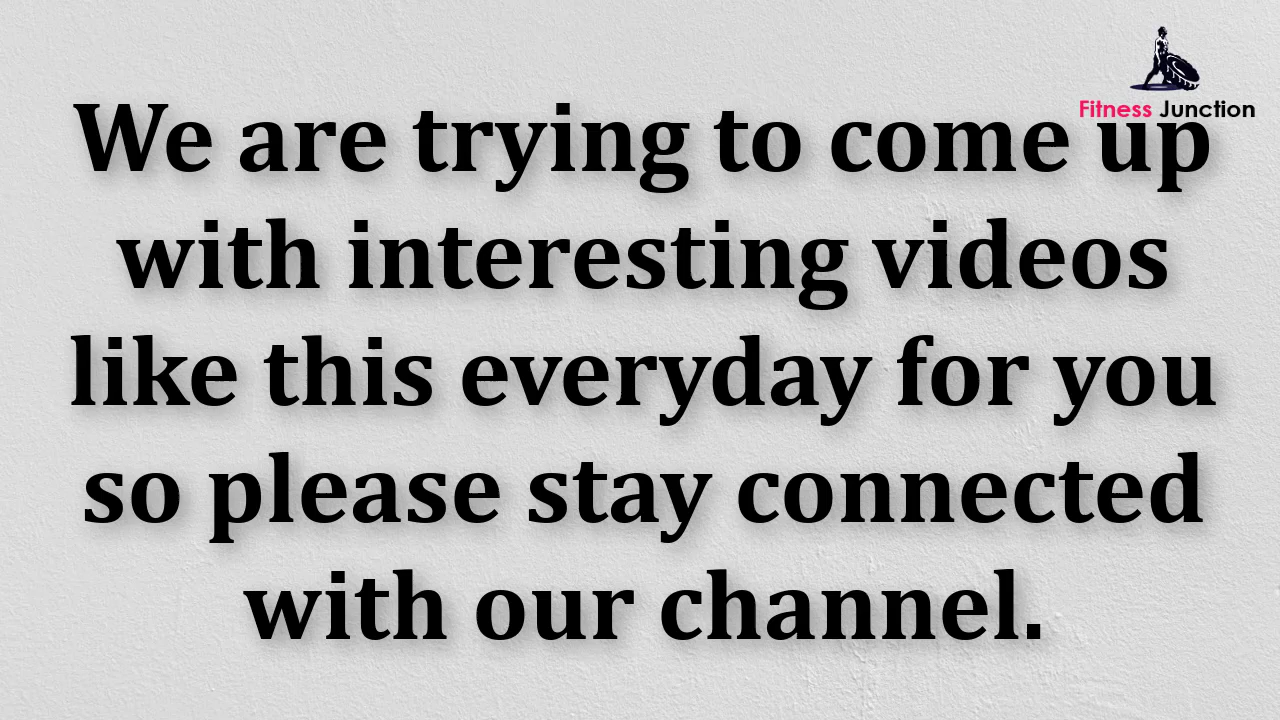 Fitness Junction
We are trying to come up
with interesting videos
like this everyday for you
so please stay connected
with our channel.